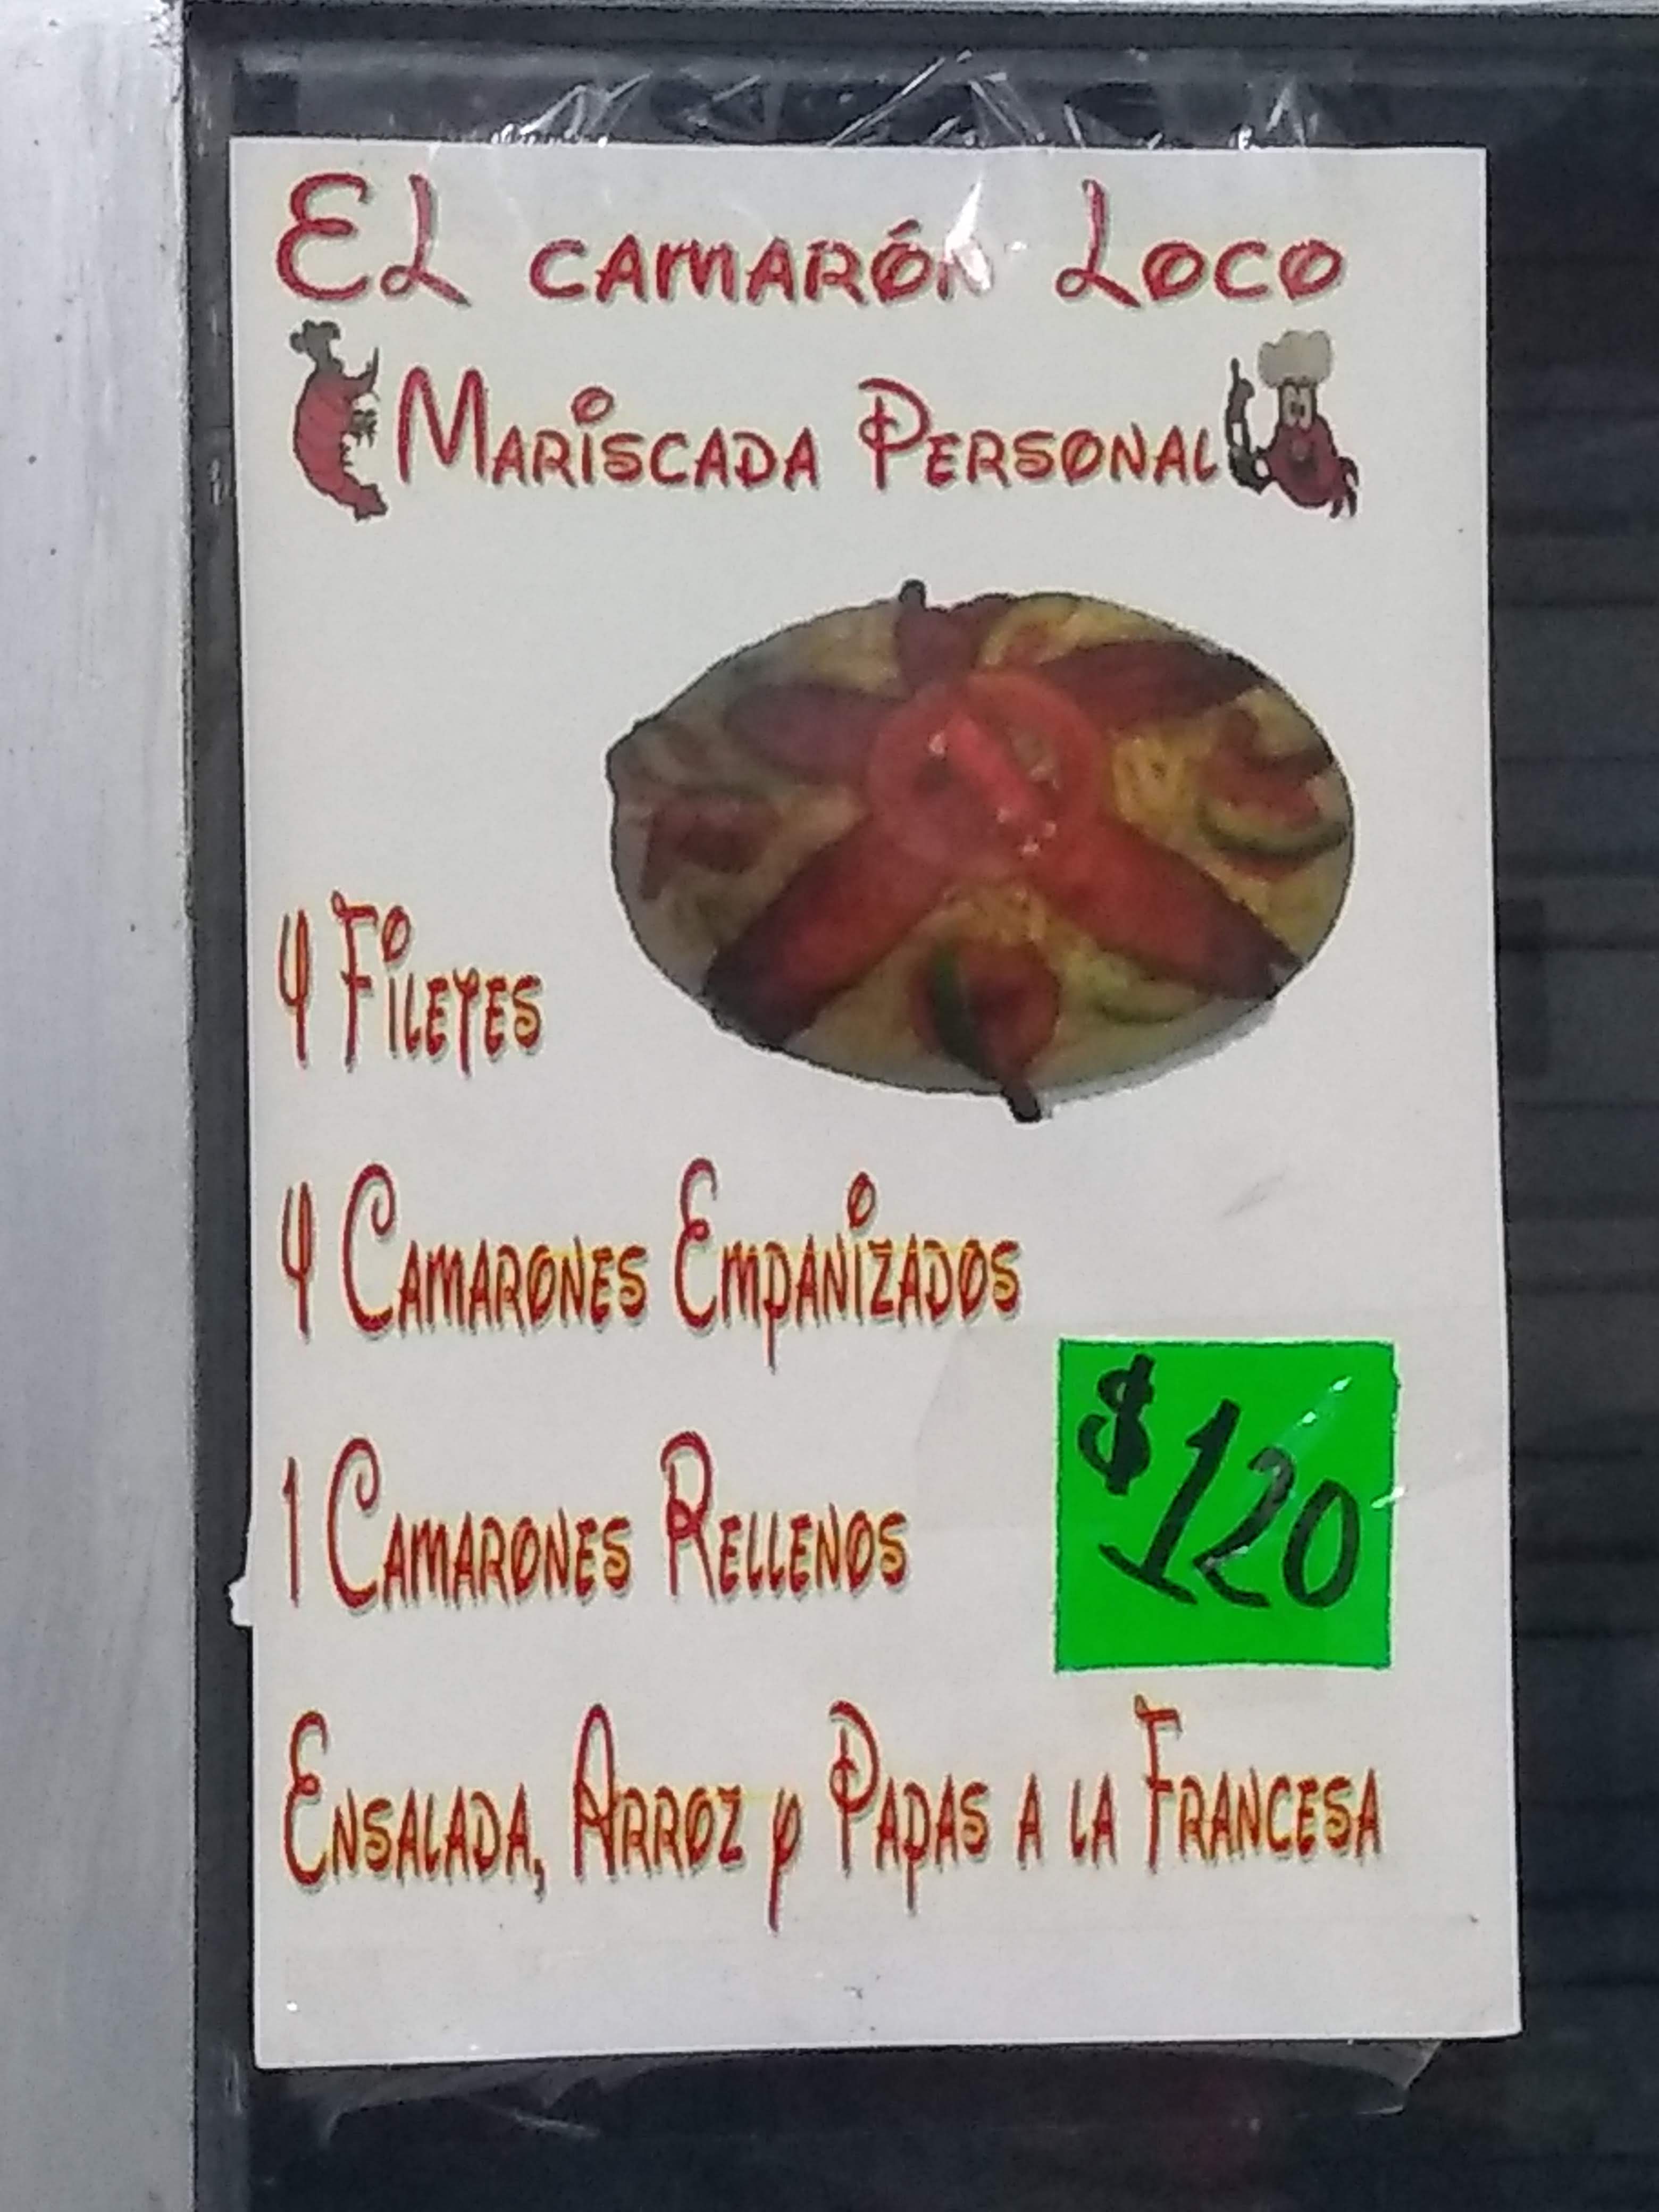 EL CAMARÓN LOCO
MARISCADA PERSONAL
4 FILETES
4 CAMARONES EMPANIZADOS
$120
1 CAMARONES RELLENOS
ENSALADA, ARROZ y PAPAS A LA FRANCESA